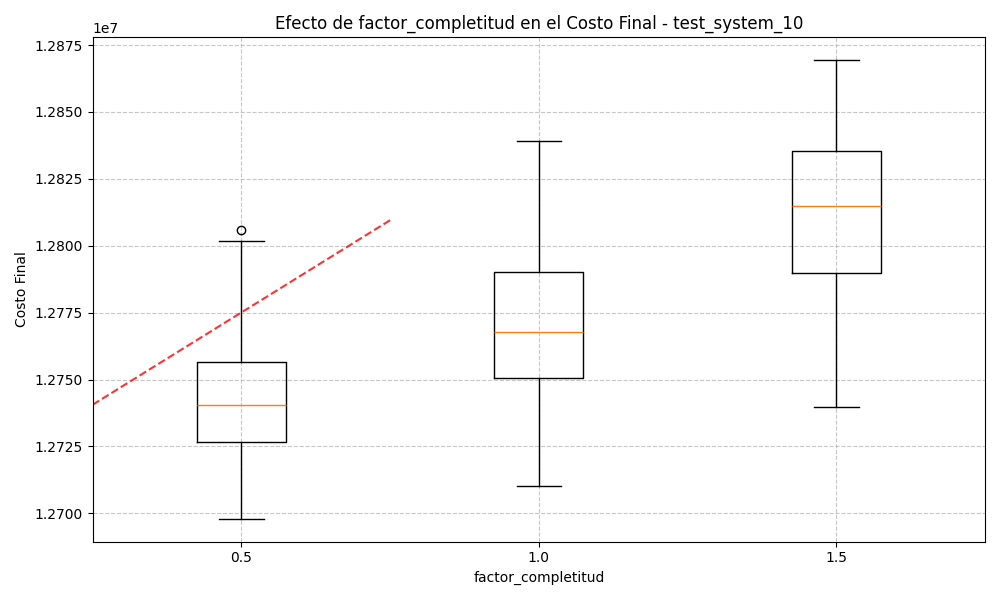 Efecto de factor_completitud en el Costo Final - test_system_10
1e7
1.2875
1.2850
1.2825
1.2800
1.2775
1.2750
1.2725
1.2700
Costo Final
0.5
1.0
1.5
factor_completitud